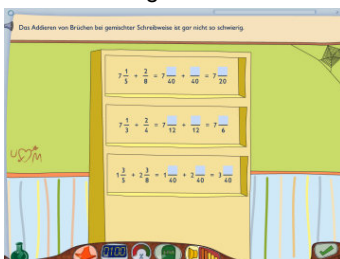 Das Addieren von Brüchen bei gemischter Schreibweise ist gar nicht so schwierig.
7 1/5 + 2/8 = 7 /40 + /40 = 7 /20
7 1/3 + 2/4 = 7 /12 + /12 = 7 /6
1 3/5 + 2 3/8 = 1 /40 + 2 /40 = 3 /40